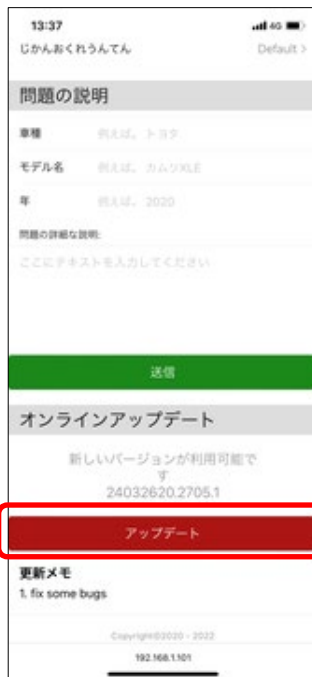 13:37
4G
じかんおくれうんてん Default >
問題の説明
車種 例えば、トヨタ
モデル名 例えば、カムリXLE
年 例えば、2020
問題の詳細な説明:
ここにテキストを入力してください
送信
オンラインアップデート
新しいバージョンが利用可能で
す
24032620.2705.1
アップデート
更新メモ
1. fix some bugs
Copyright©2020 - 2022
192.168.1.101